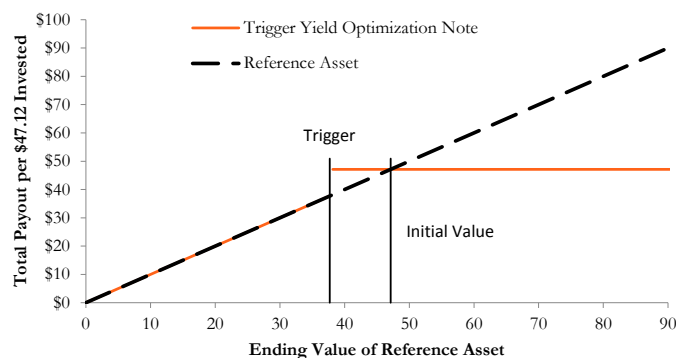 Trigger Yield Optimization Note
Reference Asset
Total Payout per $47.12 Invested
$100
$90
$80
$70
$60
$50
$40
$30
$20
$10
$0
Trigger
Initial Value
0 10 20 30 40 50 60 70 80 90
Ending Value of Reference Asset